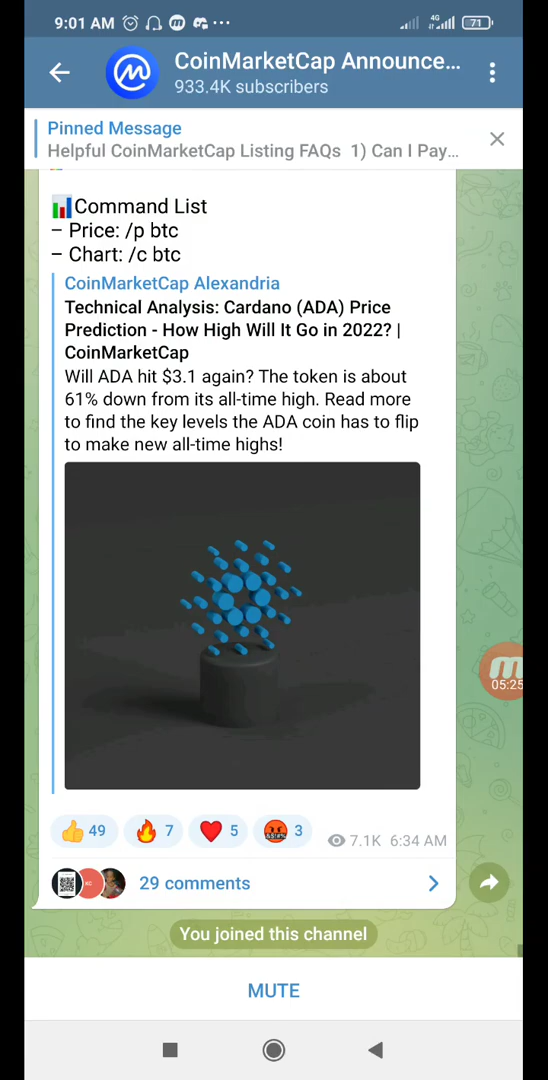 9:01 AM
4G
71
CoinMarketCap Announce...
933.4K subscribers
Pinned Message
Helpful CoinMarketCap Listing FAQs 1) Can I Pay...
Command List
– Price: /p btc
– Chart: /c btc
CoinMarketCap Alexandria
Technical Analysis: Cardano (ADA) Price
Prediction - How High Will It Go in 2022? |
CoinMarketCap
Will ADA hit $3.1 again? The token is about
61% down from its all-time high. Read more
to find the key levels the ADA coin has to flip
to make new all-time highs!
05:25
49
7
5
3
7.1K 6:34 AM
29 comments
You joined this channel
MUTE